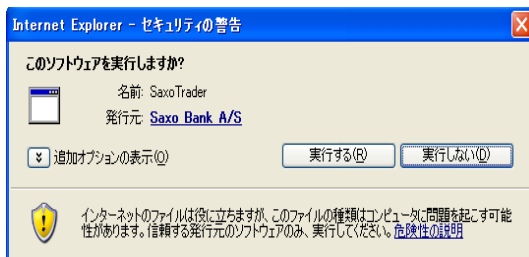 Internet Explorer - セキュリティの警告
このソフトウェアを実行しますか?
名前: SaxoTrader
発行元: Saxo Bank A/S
追加オプションの表示(O)
実行する(R)
実行しない(D)
インターネットのファイルは役に立ちますが、このファイルの種類はコンピュータに問題を起こす可能
性があります。信頼する発行元のソフトウェアのみ、実行してください。危険性の説明